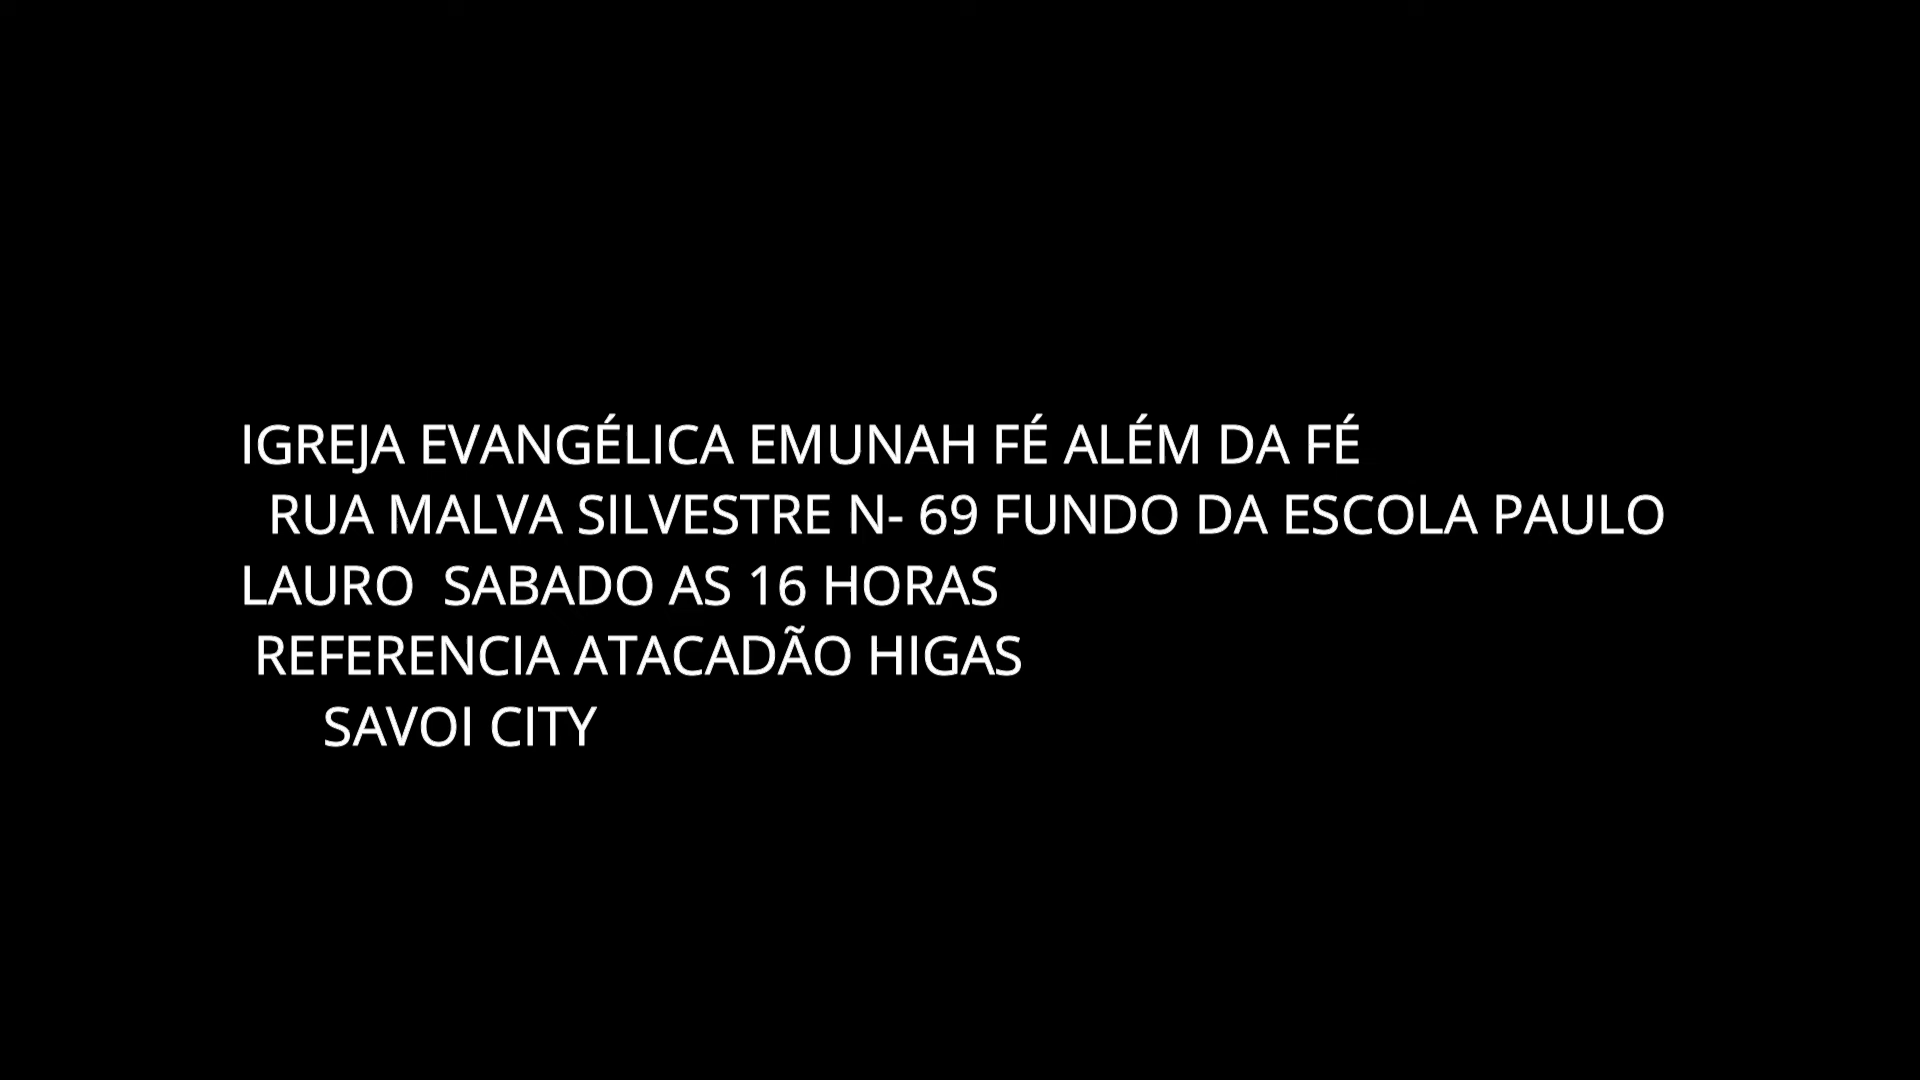 IGREJA EVANGÉLICA EMUNAH FÉ ALÉM DA FÉ
RUA MALVA SILVESTRE N- 69 FUNDO DA ESCOLA PAULO
LAURO  SABADO AS 16 HORAS
REFERENCIA ATACADÃO HIGAS
SAVOI CITY